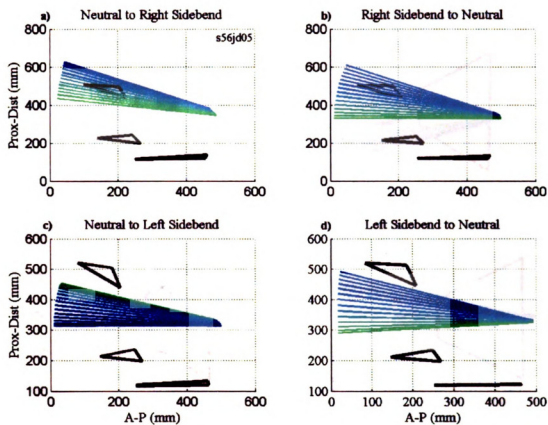 a) Neutral to Right Sidebend
s56jd05
Prox-Dist (mm)
800
600
400
200
0
0 200 400 600
b) Right Sidebend to Neutral
800
600
400
200
0
0 200 400 600
c) Neutral to Left Sidebend
Prox-Dist (mm)
600
500
400
300
200
100
0 200 400 600
A-P (mm)
d) Left Sidebend to Neutral
600
500
400
300
200
100
0 100 200 300 400 500
A-P (mm)